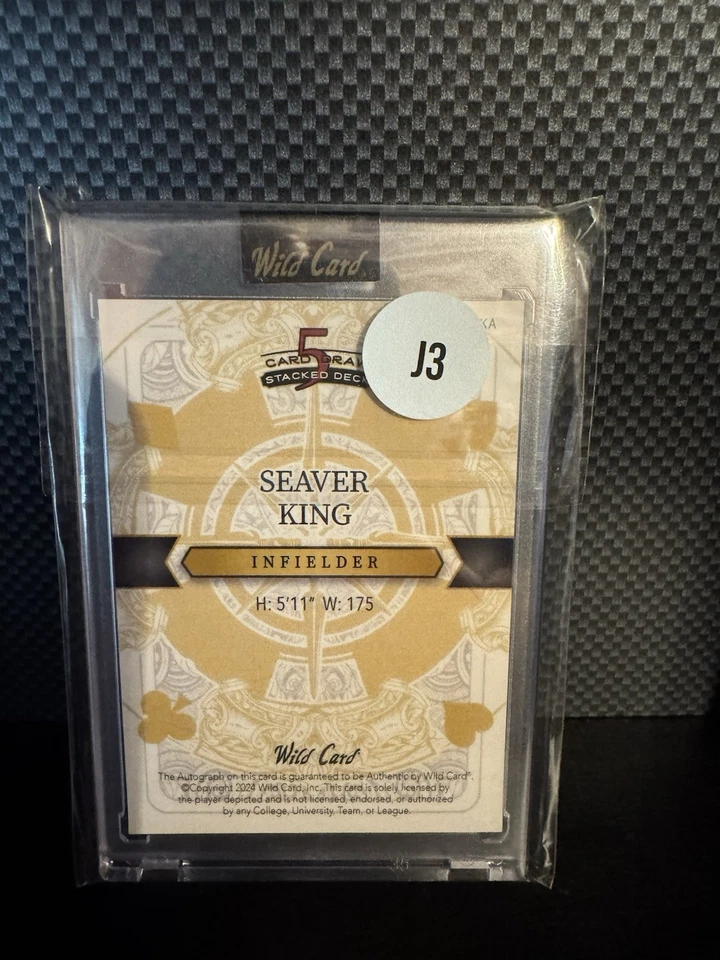 Wild Card
KA
J3
5
CARD DRAW
STACKED DECK
SEAVER
KING
INFIELDER
H: 5'11" W: 175
Wild Card
The Autograph on this card is guaranteed to be Authentic by Wild Card®.
©Copyright 2024 Wild Card, Inc. This card is solely licensed by
the player depicted and is not licensed, endorsed, or authorized
by any College, University, Team, or League.